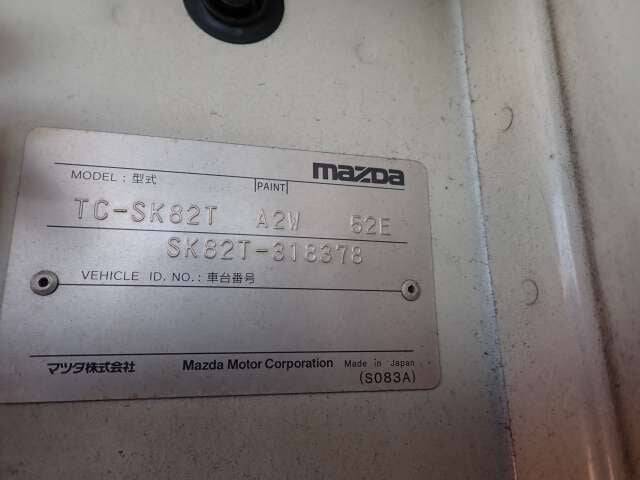 mazda
MODEL : 型式 PAINT
TC-SK82T A2W 52E
SK82T-318378
VEHICLE ID. NO. : 車台番号
マツダ株式会社 Mazda Motor Corporation Made in Japan
(S083A)